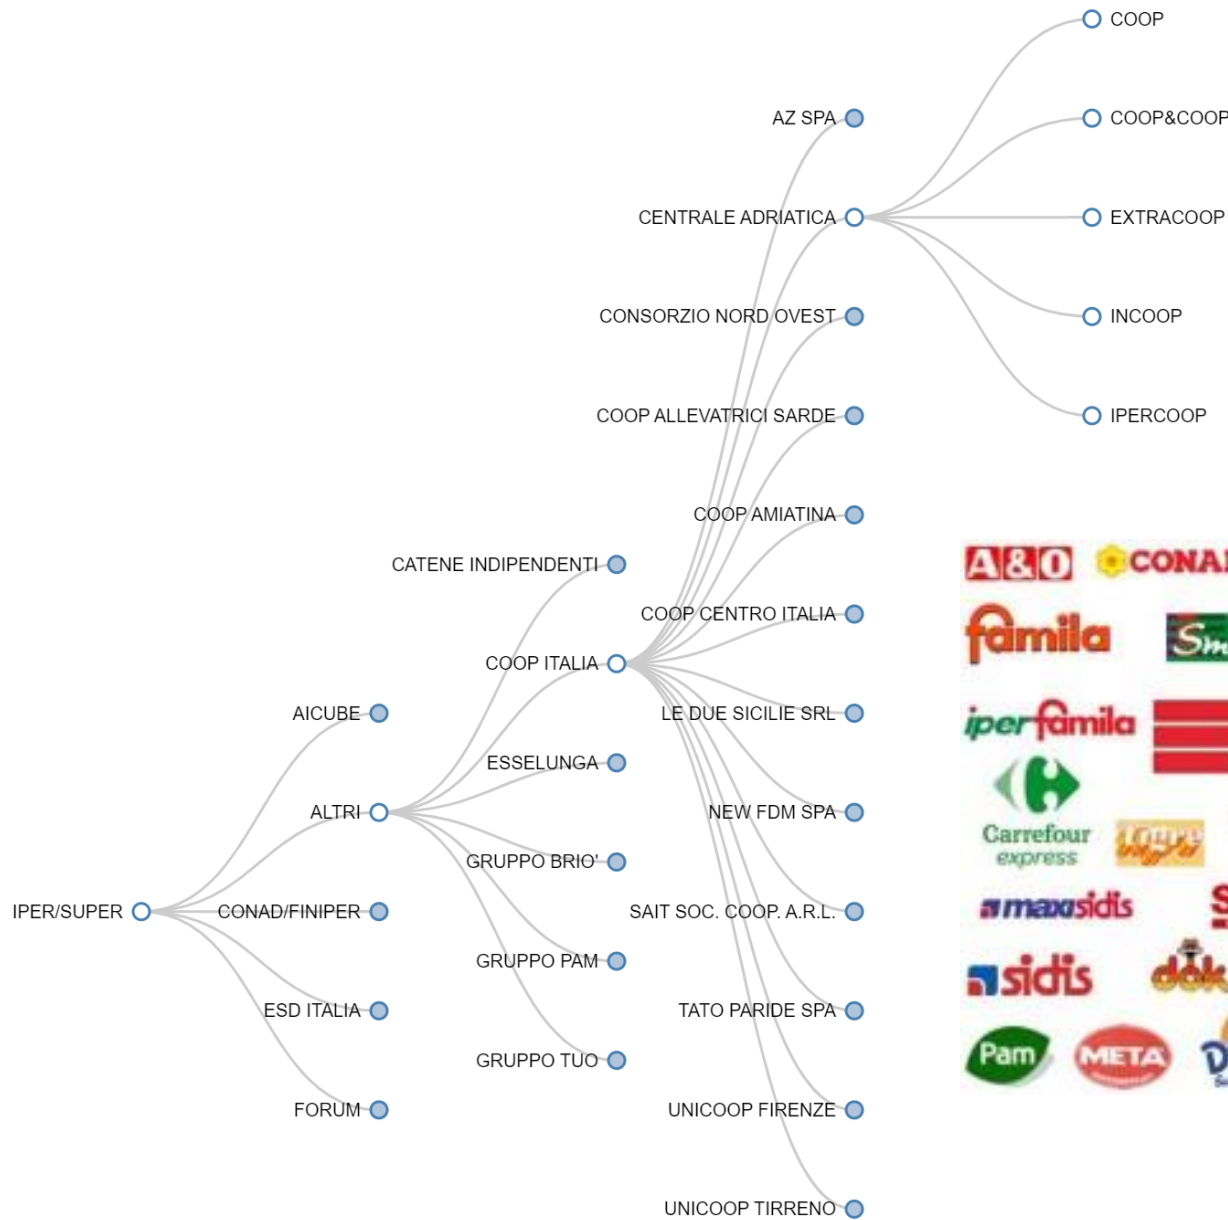 COOP
AZ SPA
COOP&COOP
CENTRALE ADRIATICA
EXTRACOOP
CONSORZIO NORD OVEST
INCOOP
COOP ALLEVATRICI SARDE
IPERCOOP
COOP AMIATINA
CATENE INDIPENDENTI
COOP CENTRO ITALIA
COOP ITALIA
AICUBE
LE DUE SICILIE SRL
ESSELUNGA
ALTRI
NEW FDM SPA
GRUPPO BRIO'
IPER/SUPER
CONAD/FINIPER
SAIT SOC. COOP. A.R.L.
GRUPPO PAM
ESD ITALIA
TATO PARIDE SPA
GRUPPO TUO
FORUM
UNICOOP FIRENZE
UNICOOP TIRRENO
A&O CONA
famila Sm
iperfamila
Carrefour
express
maxisidis S
sidis dok
Pam META D